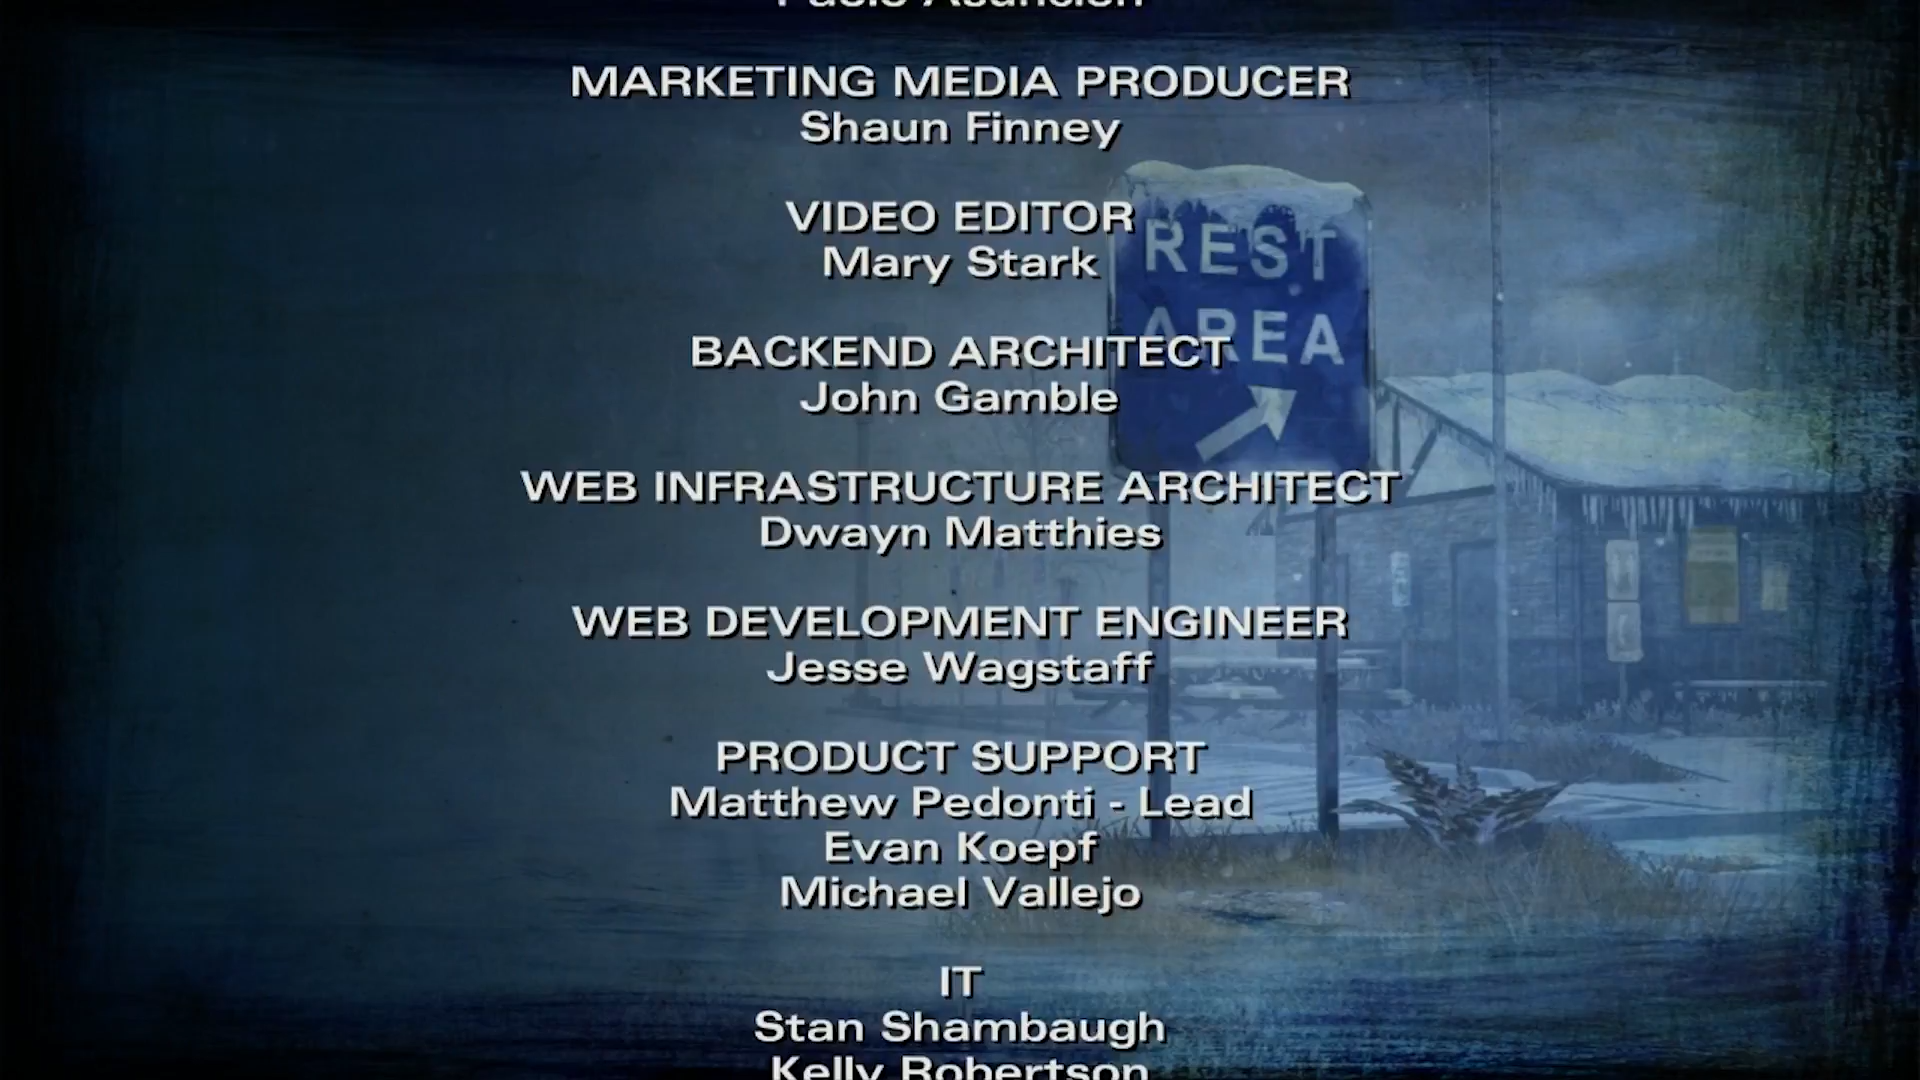 MARKETING MEDIA PRODUCER
Shaun Finney
VIDEO EDITOR
Mary Stark
REST
AREA
BACKEND ARCHITECT
John Gamble
WEB INFRASTRUCTURE ARCHITECT
Dwayn Matthies
WEB DEVELOPMENT ENGINEER
Jesse Wagstaff
PRODUCT SUPPORT
Matthew Pedonti - Lead
Evan Koepf
Michael Vallejo
IT
Stan Shambaugh
Kelly Robertson